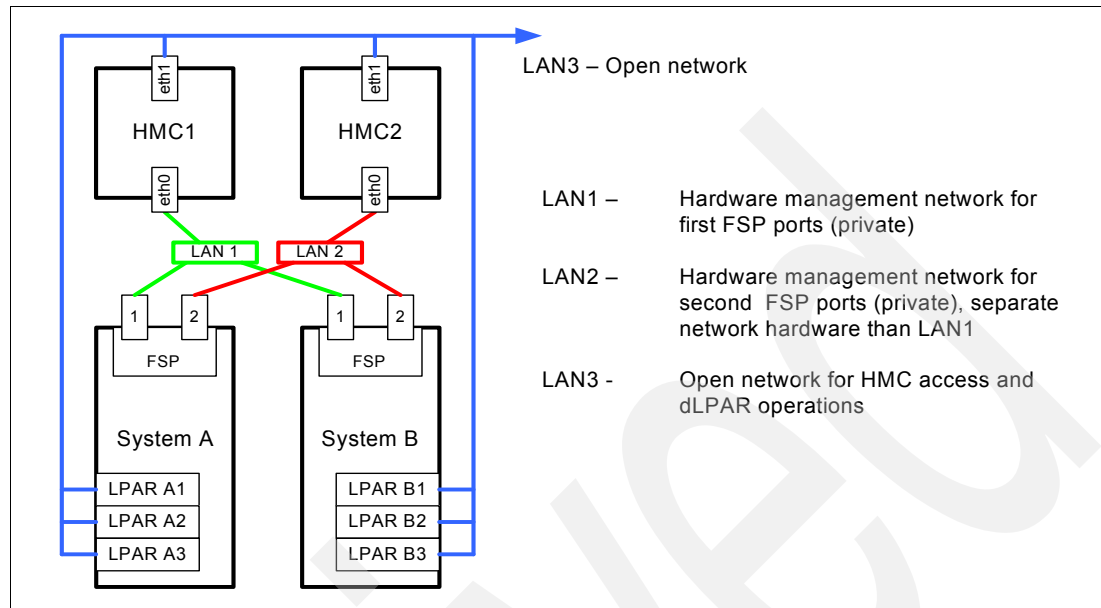 eth1
eth1
LAN3 – Open network
HMC1
HMC2
eth0
eth0
LAN 1
LAN 2
1
2
1
2
FSP
FSP
System A
System B
LPAR A1
LPAR A2
LPAR A3
LPAR B1
LPAR B2
LPAR B3
LAN1 – Hardware management network for
first FSP ports (private)
LAN2 – Hardware management network for
second FSP ports (private), separate
network hardware than LAN1
LAN3 - Open network for HMC access and
dLPAR operations